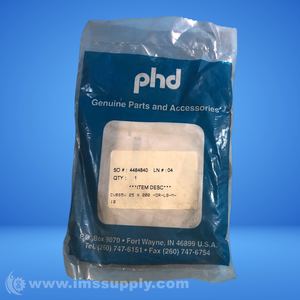 phd
Genuine Parts and Accessories
SO # : 4484840 LN # : 04
QTY : 1
***ITEM DESC***
P.O. Box 9070 • Fort Wayne, IN 46899 U.S.A.
Tel (260) 747-6151 • Fax (260) 747-6754
www.imssupply.com